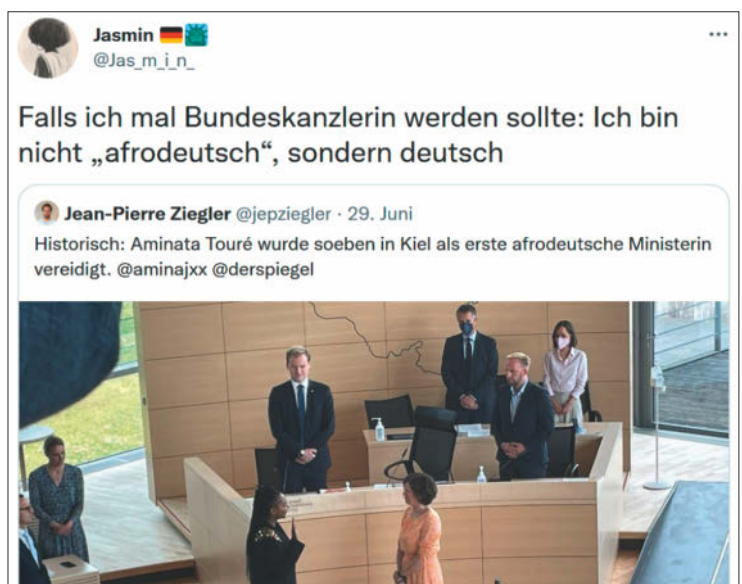 Jasmin
@Jas_m_i_n_
Falls ich mal Bundeskanzlerin werden sollte: Ich bin
nicht „afrodeutsch“, sondern deutsch
Jean-Pierre Ziegler @jepziegler · 29. Juni
Historisch: Aminata Touré wurde soeben in Kiel als erste afrodeutsche Ministerin
vereidigt. @aminajxx @derspiegel